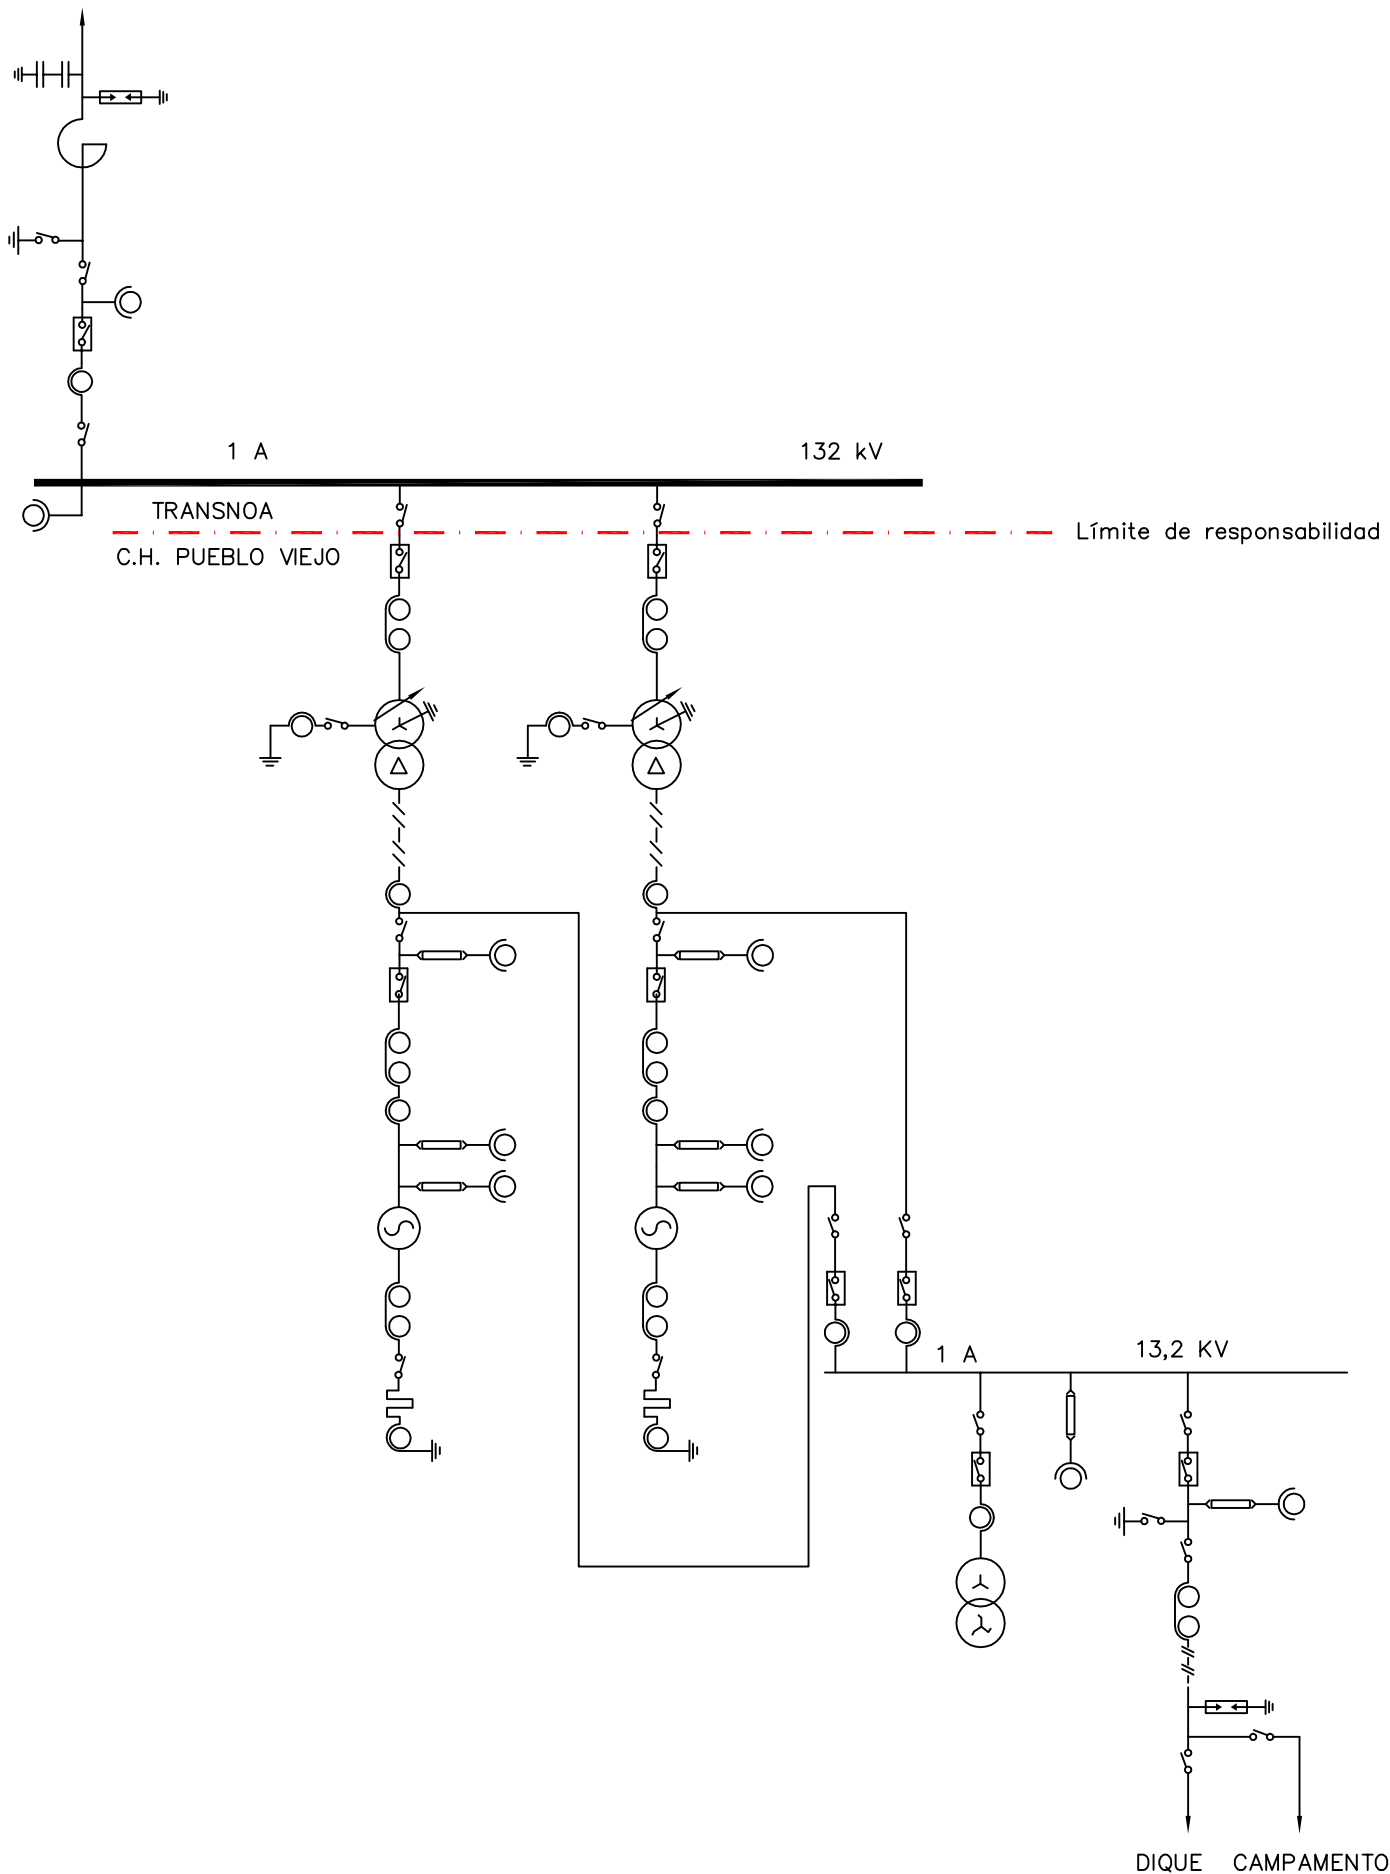 1 A
132 kV
TRANSNOA
Límite de responsabilidad
C.H. PUEBLO VIEJO
1 A
13,2 KV
DIQUE
CAMPAMENTO